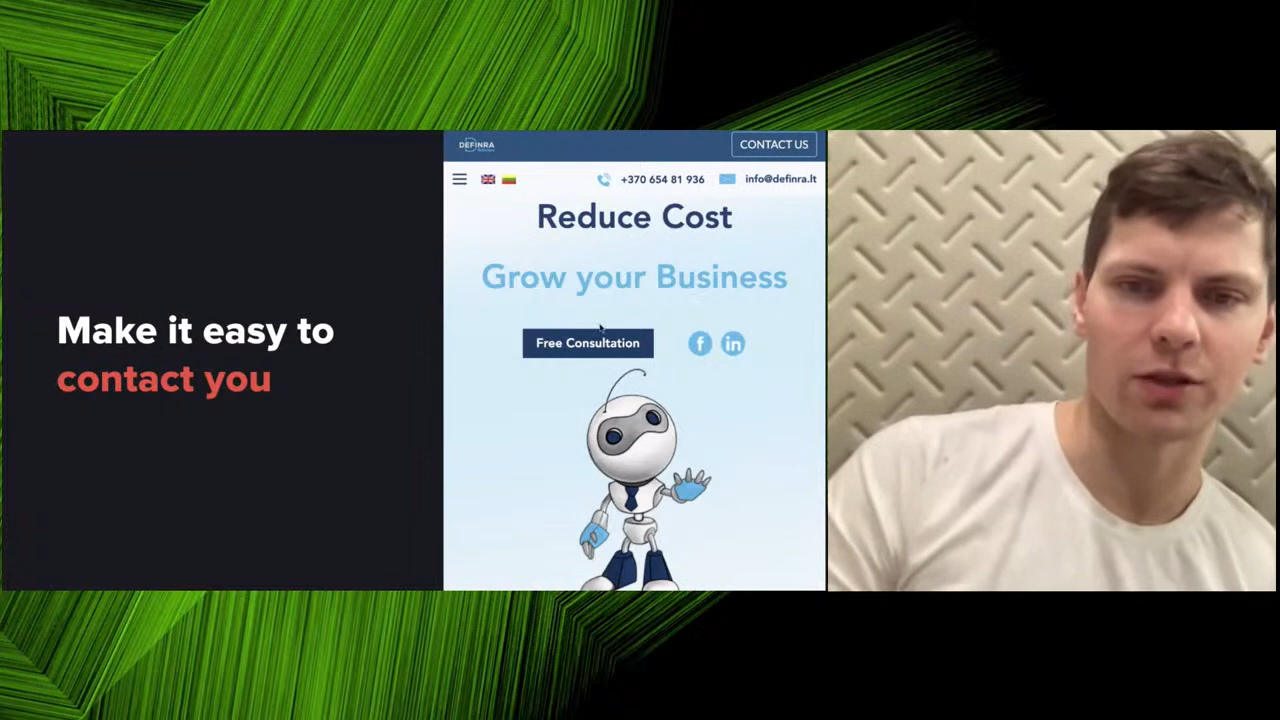 Make it easy to
contact you
DEFINRA
CONTACT US
+370 654 81 936
info@definra.lt
Reduce Cost
Grow your Business
Free Consultation
f
in